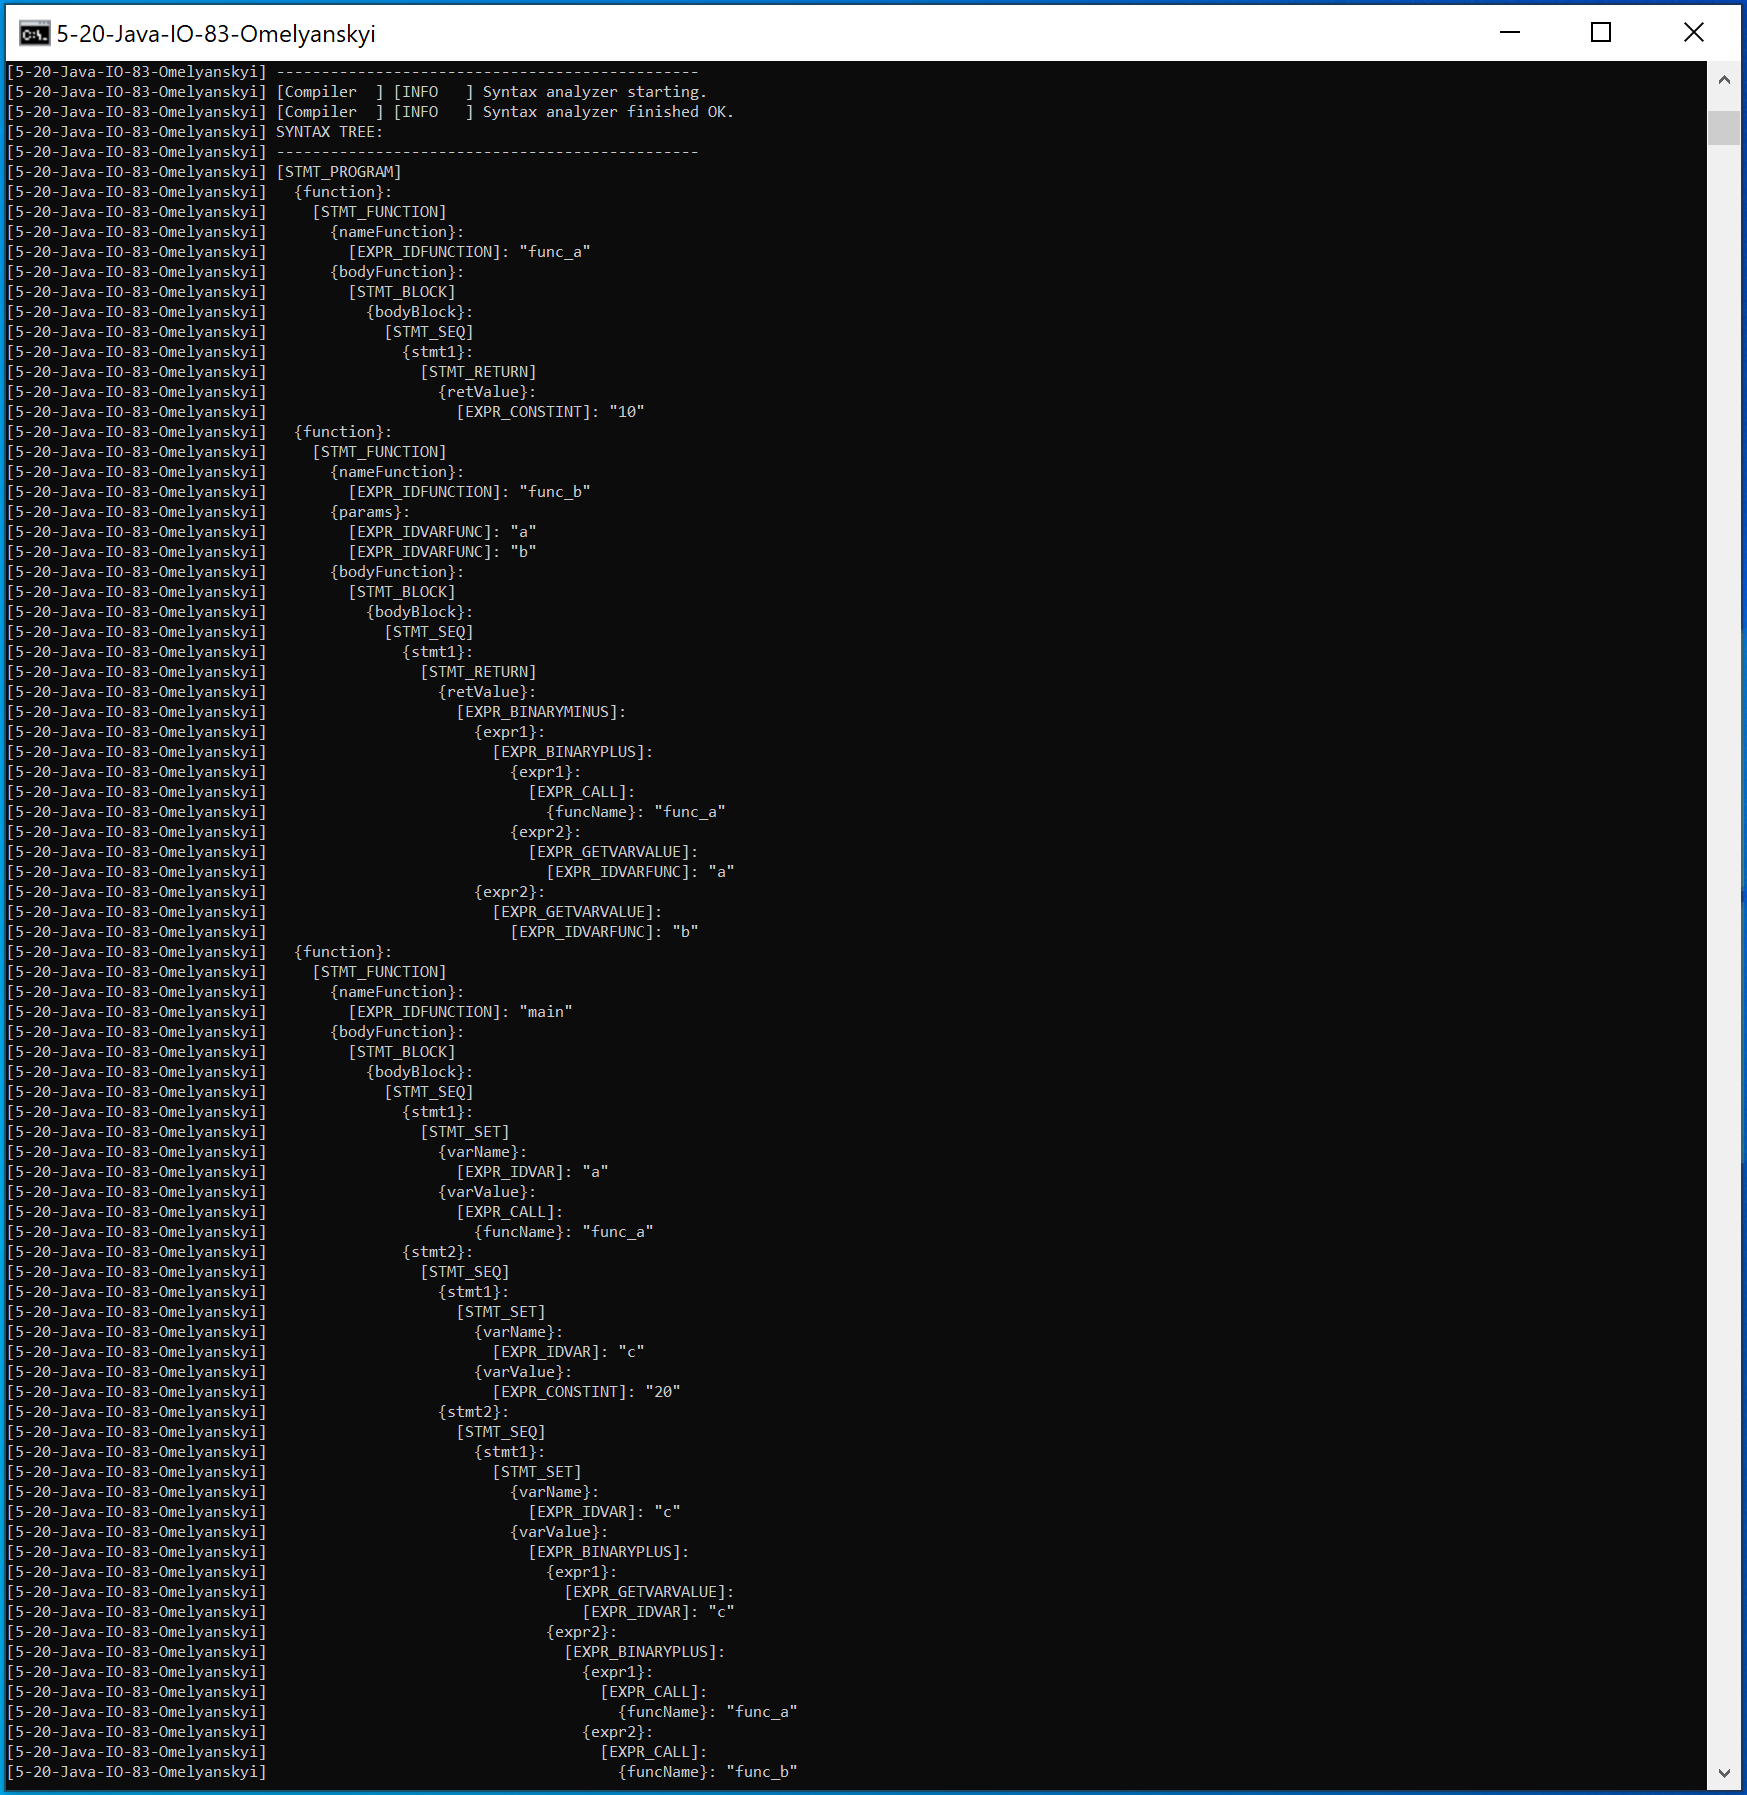 5-20-Java-IO-83-Omelyanskyi
[5-20-Java-IO-83-Omelyanskyi] -----------------------------------------------
[5-20-Java-IO-83-Omelyanskyi] [Compiler  ] [INFO   ] Syntax analyzer starting.
[5-20-Java-IO-83-Omelyanskyi] [Compiler  ] [INFO   ] Syntax analyzer finished OK.
[5-20-Java-IO-83-Omelyanskyi] SYNTAX TREE:
[5-20-Java-IO-83-Omelyanskyi] -----------------------------------------------
[5-20-Java-IO-83-Omelyanskyi] [STMT_PROGRAM]
[5-20-Java-IO-83-Omelyanskyi]   {function}:
[5-20-Java-IO-83-Omelyanskyi]     [STMT_FUNCTION]
[5-20-Java-IO-83-Omelyanskyi]       {nameFunction}:
[5-20-Java-IO-83-Omelyanskyi]         [EXPR_IDFUNCTION]: "func_a"
[5-20-Java-IO-83-Omelyanskyi]       {bodyFunction}:
[5-20-Java-IO-83-Omelyanskyi]         [STMT_BLOCK]
[5-20-Java-IO-83-Omelyanskyi]           {bodyBlock}:
[5-20-Java-IO-83-Omelyanskyi]             [STMT_SEQ]
[5-20-Java-IO-83-Omelyanskyi]               {stmt1}:
[5-20-Java-IO-83-Omelyanskyi]                 [STMT_RETURN]
[5-20-Java-IO-83-Omelyanskyi]                   {retValue}:
[5-20-Java-IO-83-Omelyanskyi]                     [EXPR_CONSTINT]: "10"
[5-20-Java-IO-83-Omelyanskyi]   {function}:
[5-20-Java-IO-83-Omelyanskyi]     [STMT_FUNCTION]
[5-20-Java-IO-83-Omelyanskyi]       {nameFunction}:
[5-20-Java-IO-83-Omelyanskyi]         [EXPR_IDFUNCTION]: "func_b"
[5-20-Java-IO-83-Omelyanskyi]       {params}:
[5-20-Java-IO-83-Omelyanskyi]         [EXPR_IDVARFUNC]: "a"
[5-20-Java-IO-83-Omelyanskyi]         [EXPR_IDVARFUNC]: "b"
[5-20-Java-IO-83-Omelyanskyi]       {bodyFunction}:
[5-20-Java-IO-83-Omelyanskyi]         [STMT_BLOCK]
[5-20-Java-IO-83-Omelyanskyi]           {bodyBlock}:
[5-20-Java-IO-83-Omelyanskyi]             [STMT_SEQ]
[5-20-Java-IO-83-Omelyanskyi]               {stmt1}:
[5-20-Java-IO-83-Omelyanskyi]                 [STMT_RETURN]
[5-20-Java-IO-83-Omelyanskyi]                   {retValue}:
[5-20-Java-IO-83-Omelyanskyi]                     [EXPR_BINARYMINUS]:
[5-20-Java-IO-83-Omelyanskyi]                       {expr1}:
[5-20-Java-IO-83-Omelyanskyi]                         [EXPR_BINARYPLUS]:
[5-20-Java-IO-83-Omelyanskyi]                           {expr1}:
[5-20-Java-IO-83-Omelyanskyi]                             [EXPR_CALL]:
[5-20-Java-IO-83-Omelyanskyi]                               {funcName}: "func_a"
[5-20-Java-IO-83-Omelyanskyi]                           {expr2}:
[5-20-Java-IO-83-Omelyanskyi]                             [EXPR_GETVARVALUE]:
[5-20-Java-IO-83-Omelyanskyi]                               [EXPR_IDVARFUNC]: "a"
[5-20-Java-IO-83-Omelyanskyi]                       {expr2}:
[5-20-Java-IO-83-Omelyanskyi]                         [EXPR_GETVARVALUE]:
[5-20-Java-IO-83-Omelyanskyi]                           [EXPR_IDVARFUNC]: "b"
[5-20-Java-IO-83-Omelyanskyi]   {function}:
[5-20-Java-IO-83-Omelyanskyi]     [STMT_FUNCTION]
[5-20-Java-IO-83-Omelyanskyi]       {nameFunction}:
[5-20-Java-IO-83-Omelyanskyi]         [EXPR_IDFUNCTION]: "main"
[5-20-Java-IO-83-Omelyanskyi]       {bodyFunction}:
[5-20-Java-IO-83-Omelyanskyi]         [STMT_BLOCK]
[5-20-Java-IO-83-Omelyanskyi]           {bodyBlock}:
[5-20-Java-IO-83-Omelyanskyi]             [STMT_SEQ]
[5-20-Java-IO-83-Omelyanskyi]               {stmt1}:
[5-20-Java-IO-83-Omelyanskyi]                 [STMT_SET]
[5-20-Java-IO-83-Omelyanskyi]                   {varName}:
[5-20-Java-IO-83-Omelyanskyi]                     [EXPR_IDVAR]: "a"
[5-20-Java-IO-83-Omelyanskyi]                   {varValue}:
[5-20-Java-IO-83-Omelyanskyi]                     [EXPR_CALL]:
[5-20-Java-IO-83-Omelyanskyi]                       {funcName}: "func_a"
[5-20-Java-IO-83-Omelyanskyi]               {stmt2}:
[5-20-Java-IO-83-Omelyanskyi]                 [STMT_SEQ]
[5-20-Java-IO-83-Omelyanskyi]                   {stmt1}:
[5-20-Java-IO-83-Omelyanskyi]                     [STMT_SET]
[5-20-Java-IO-83-Omelyanskyi]                       {varName}:
[5-20-Java-IO-83-Omelyanskyi]                         [EXPR_IDVAR]: "c"
[5-20-Java-IO-83-Omelyanskyi]                       {varValue}:
[5-20-Java-IO-83-Omelyanskyi]                         [EXPR_CONSTINT]: "20"
[5-20-Java-IO-83-Omelyanskyi]                   {stmt2}:
[5-20-Java-IO-83-Omelyanskyi]                     [STMT_SEQ]
[5-20-Java-IO-83-Omelyanskyi]                       {stmt1}:
[5-20-Java-IO-83-Omelyanskyi]                         [STMT_SET]
[5-20-Java-IO-83-Omelyanskyi]                           {varName}:
[5-20-Java-IO-83-Omelyanskyi]                             [EXPR_IDVAR]: "c"
[5-20-Java-IO-83-Omelyanskyi]                           {varValue}:
[5-20-Java-IO-83-Omelyanskyi]                             [EXPR_BINARYPLUS]:
[5-20-Java-IO-83-Omelyanskyi]                               {expr1}:
[5-20-Java-IO-83-Omelyanskyi]                                 [EXPR_GETVARVALUE]:
[5-20-Java-IO-83-Omelyanskyi]                                   [EXPR_IDVAR]: "c"
[5-20-Java-IO-83-Omelyanskyi]                               {expr2}:
[5-20-Java-IO-83-Omelyanskyi]                                 [EXPR_BINARYPLUS]:
[5-20-Java-IO-83-Omelyanskyi]                                   {expr1}:
[5-20-Java-IO-83-Omelyanskyi]                                     [EXPR_CALL]:
[5-20-Java-IO-83-Omelyanskyi]                                       {funcName}: "func_a"
[5-20-Java-IO-83-Omelyanskyi]                                   {expr2}:
[5-20-Java-IO-83-Omelyanskyi]                                     [EXPR_CALL]:
[5-20-Java-IO-83-Omelyanskyi]                                       {funcName}: "func_b"